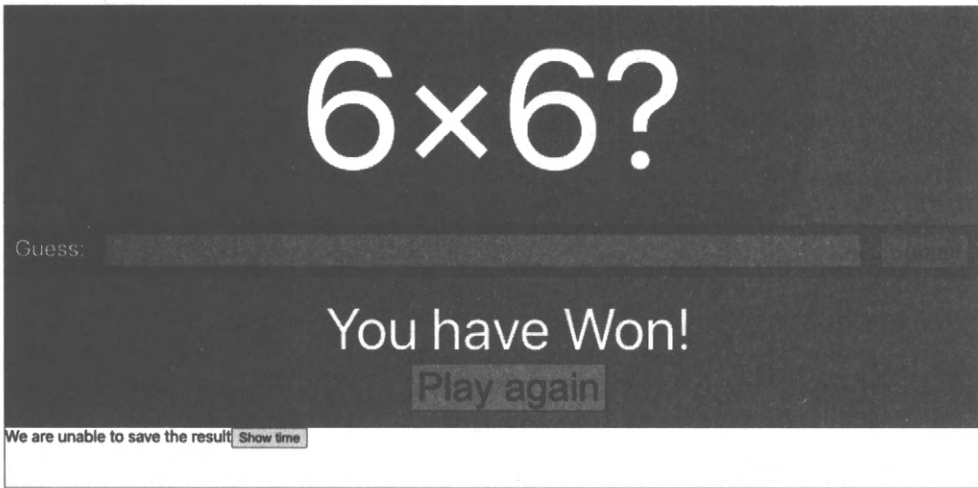 6×6?
Guess:
You have Won!
Play again
We are unable to save the result Show time